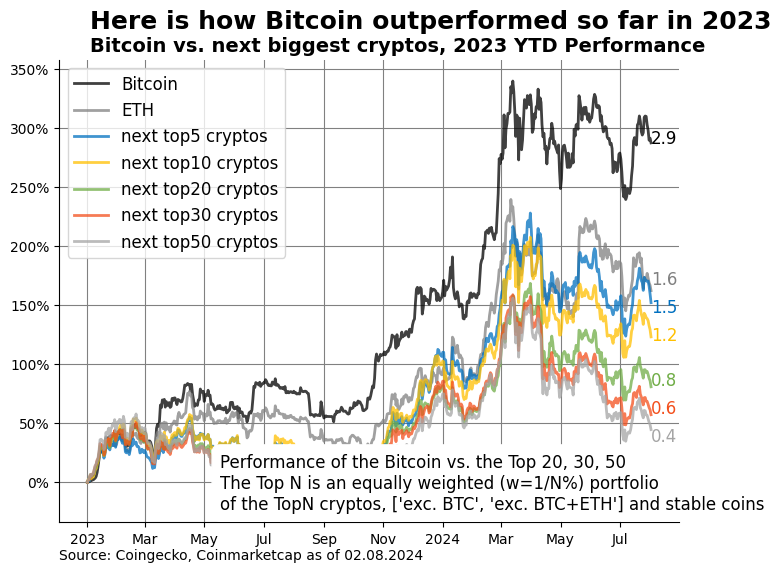 Here is how Bitcoin outperformed so far in 2023
Bitcoin vs. next biggest cryptos, 2023 YTD Performance
350%
300%
250%
200%
150%
100%
50%
0%
Bitcoin
ETH
next top5 cryptos
next top10 cryptos
next top20 cryptos
next top30 cryptos
next top50 cryptos
2.9
1.6
1.5
1.2
0.8
0.6
0.4
Performance of the Bitcoin vs. the Top 20, 30, 50
The Top N is an equally weighted (w=1/N%) portfolio
of the TopN cryptos, ['exc. BTC', 'exc. BTC+ETH'] and stable coins
2023 Mar May Jul Sep Nov 2024 Mar May Jul
Source: Coingecko, Coinmarketcap as of 02.08.2024